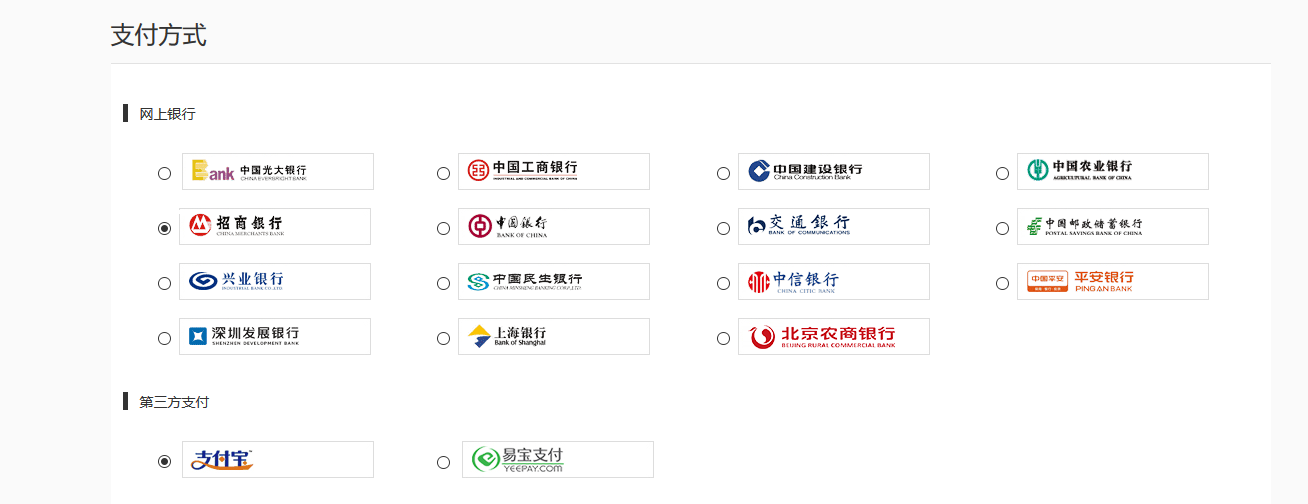 支付方式
网上银行
Bank 中国光大银行
CHINA EVERBRIGHT BANK
中国工商银行
INDUSTRIAL AND COMMERCIAL BANK OF CHINA
中国建设银行
China Construction Bank
中国农业银行
AGRICULTURAL BANK OF CHINA
招商银行
CHINA MERCHANTS BANK
中国银行
BANK OF CHINA
交通银行
BANK OF COMMUNICATIONS
中国邮政储蓄银行
POSTAL SAVINGS BANK OF CHINA
兴业银行
INDUSTRIAL BANK CO.,LTD.
中国民生银行
CHINA MINSHENG BANKING CORP.,LTD.
中信银行
CHINA CITIC BANK
中国平安
平安银行
PING AN BANK
深圳发展银行
SHENZHEN DEVELOPMENT BANK
上海银行
Bank of Shanghai
北京农商银行
BEIJING RURAL COMMERCIAL BANK
第三方支付
支付宝
易宝支付
YEEPAY.COM